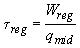 τ_reg = W_reg / q_mid